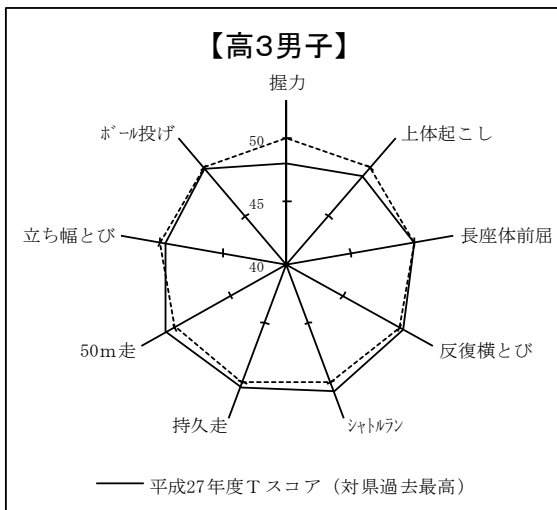 【高3男子】
握力
ﾎﾞｰﾙ投げ
上体起こし
50
立ち幅とび
45
長座体前屈
40
50m走
反復横とび
持久走
ｼｬﾄﾙﾗﾝ
平成27年度Tスコア（対県過去最高）